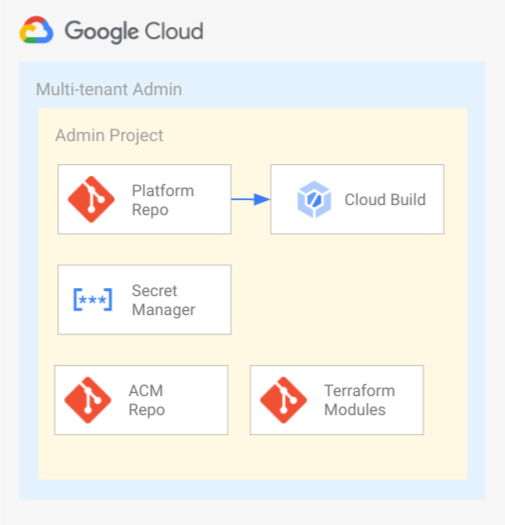 Google Cloud
Multi-tenant Admin
Admin Project
Platform
Repo
Cloud Build
[***]
Secret
Manager
ACM
Repo
Terraform
Modules